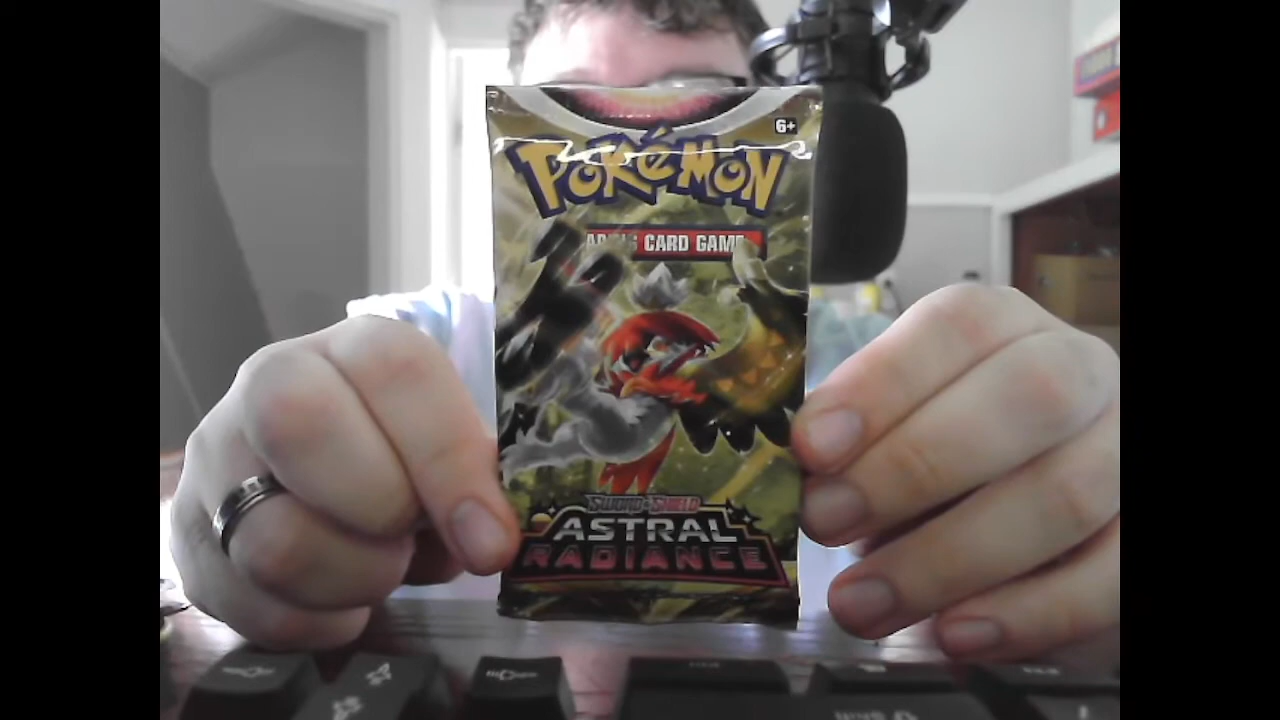 6+
POKéMON
CARD GAME
SWORD & SHIELD
ASTRAL
RADIANCE